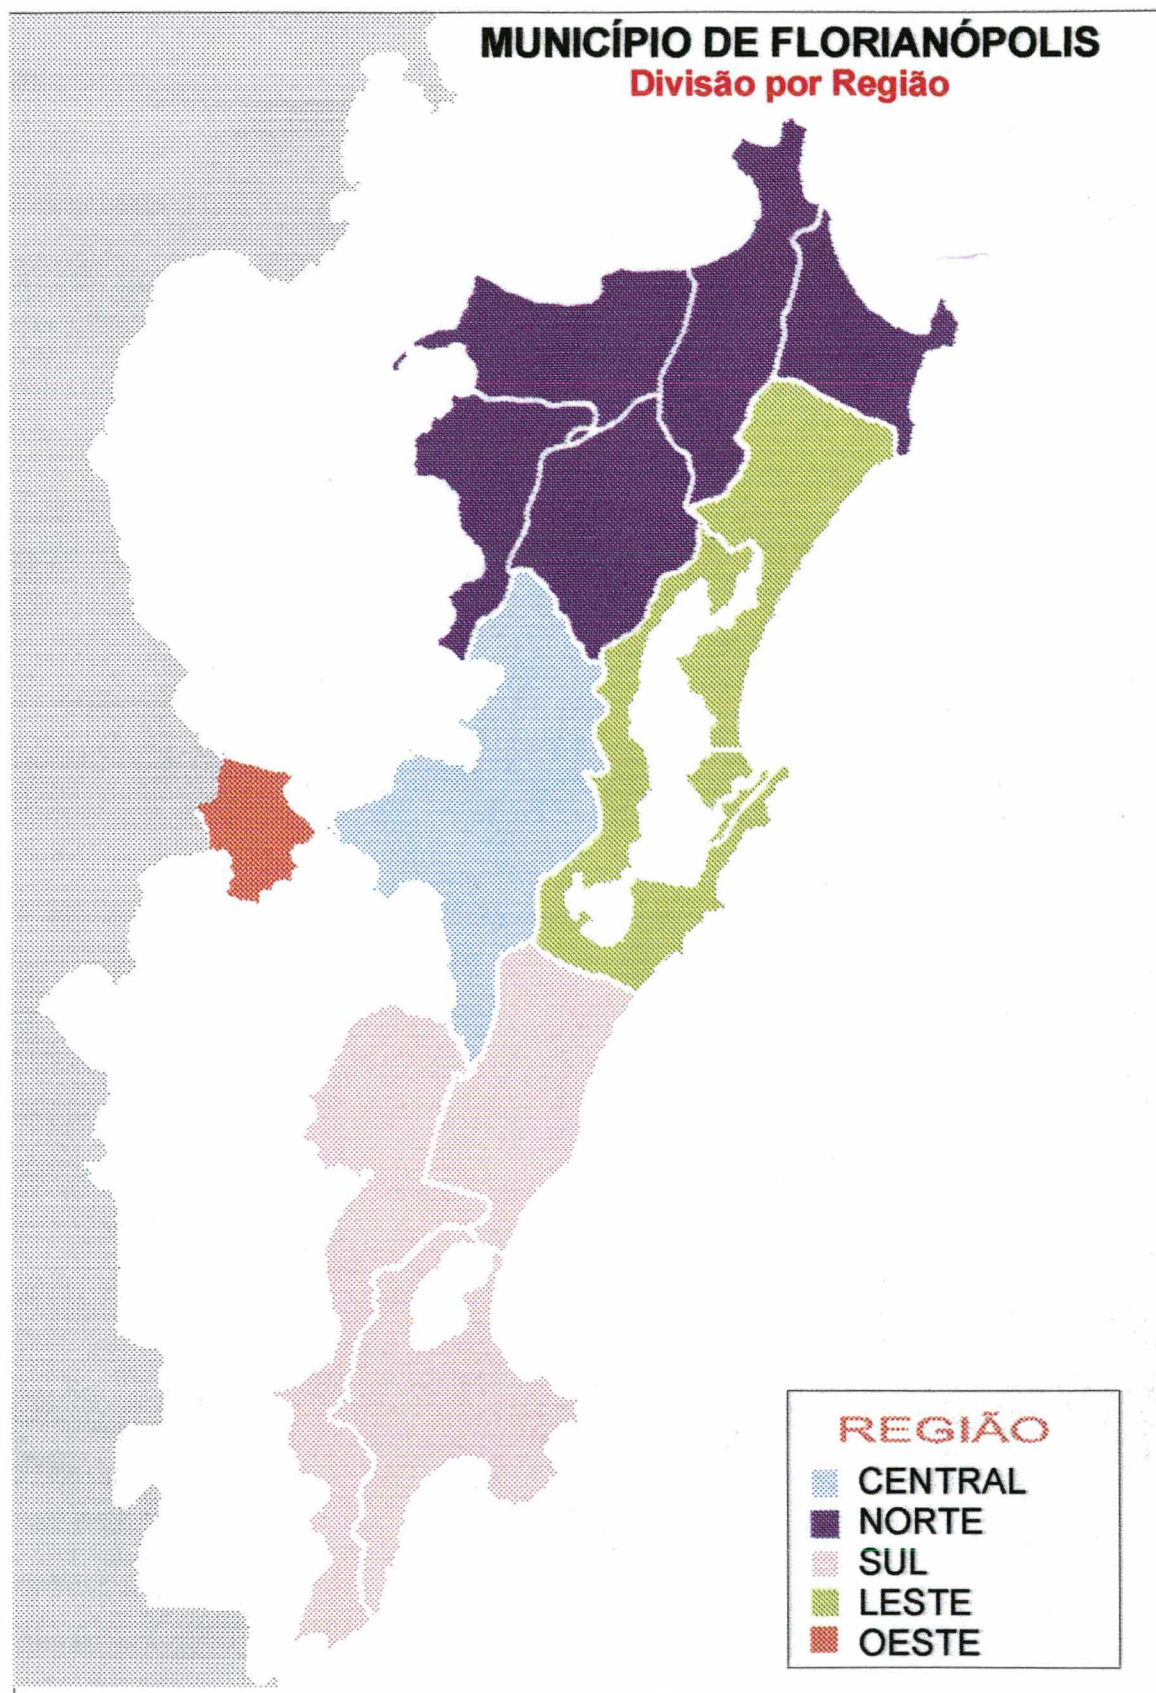 MUNICÍPIO DE FLORIANÓPOLIS
Divisão por Região
REGIÃO
CENTRAL
NORTE
SUL
LESTE
OESTE